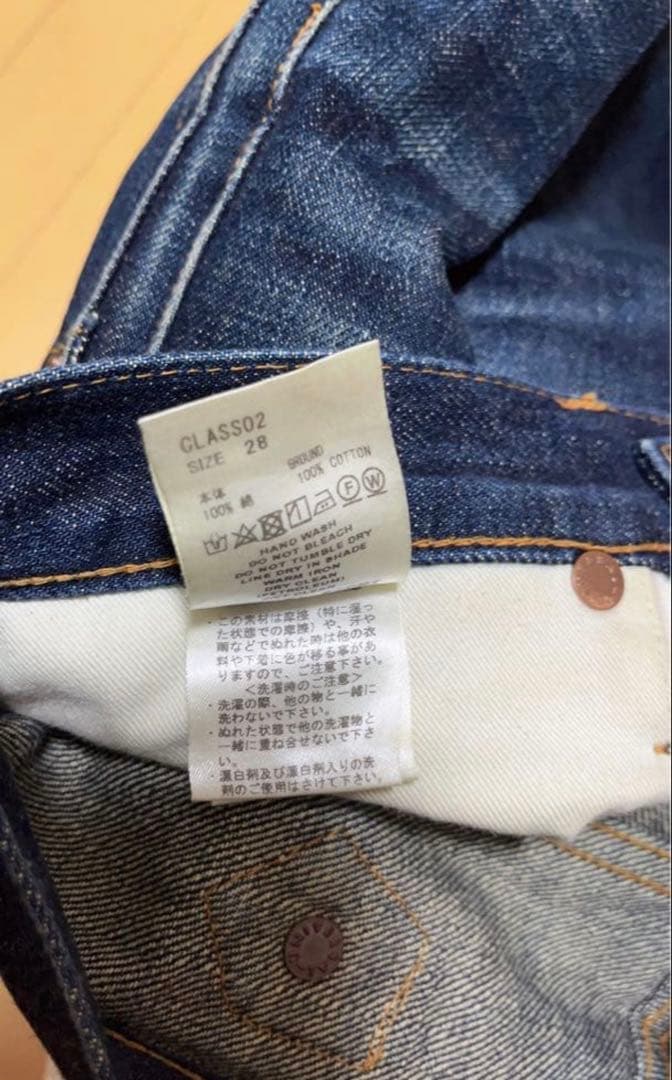 CLASS02
SIZE 28
本体 GROUND
100% 綿 100% COTTON
F W
HAND WASH
DO NOT BLEACH
DO NOT TUMBLE DRY
LINE DRY IN SHADE
WARM IRON
DRY CLEAN
(PETROLEUM)
・この素材は摩擦（特に湿っ
た状態での摩擦）や、汗や
雨などでぬれた時は他の衣
料や下着に色が移る事があ
りますので、ご注意下さい。
＜洗濯時のご注意＞
・洗濯の際、他の物と一緒に
洗わないで下さい。
・ぬれた状態で他の洗濯物と
一緒に重ね合せないで下さ
い。
・漂白剤及び漂白剤入りの洗
剤のご使用はさけて下さい。